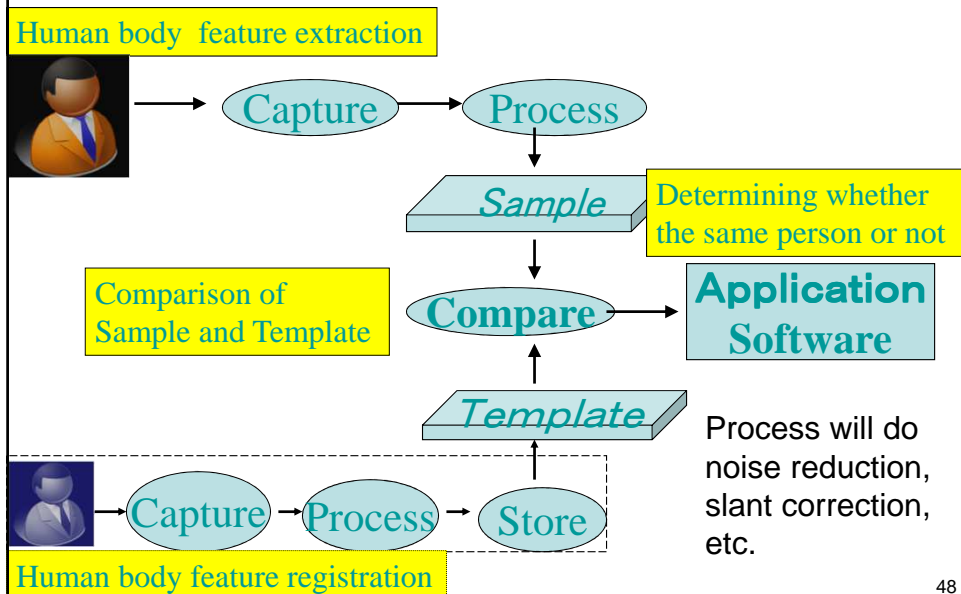 Human body feature extraction
Capture
Process
Sample
Determining whether
the same person or not
Comparison of
Sample and Template
Compare
Application
Software
Template
Process will do
noise reduction,
slant correction,
etc.
Capture
Process
Store
Human body feature registration
48